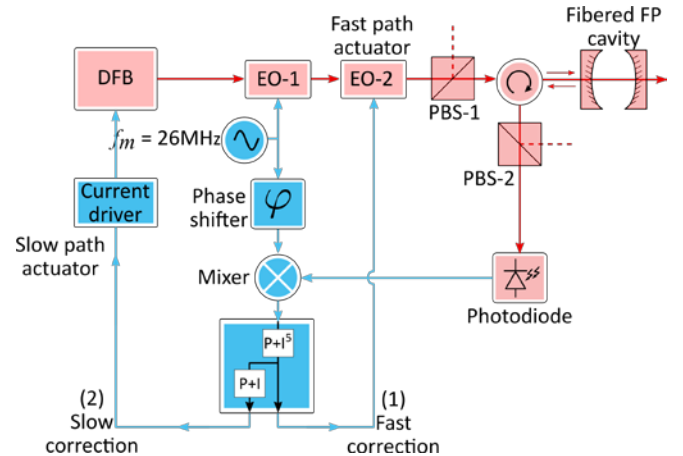 Fibered FP
cavity
Fast path
actuator
DFB
EO-1
EO-2
PBS-1
fm = 26MHz
PBS-2
Current
driver
Phase
shifter
φ
Slow path
actuator
Mixer
Photodiode
P+I⁵
P+I
(2)
Slow
correction
(1)
Fast
correction